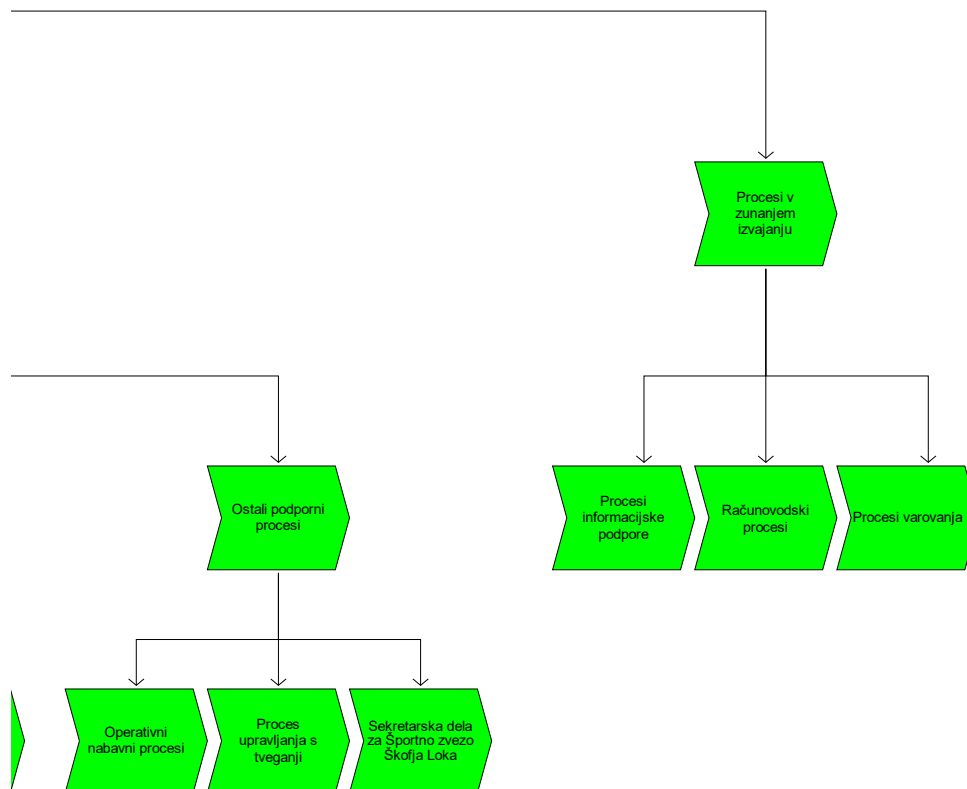 Procesi v
zunanjem
izvajanju
Ostali podporni
procesi
Procesi
informacijske
podpore
Računovodski
procesi
Procesi varovanja
Operativni
nabavni procesi
Proces
upravljanja s
tveganji
Sekretarska dela
za Športno zvezo
Škofja Loka